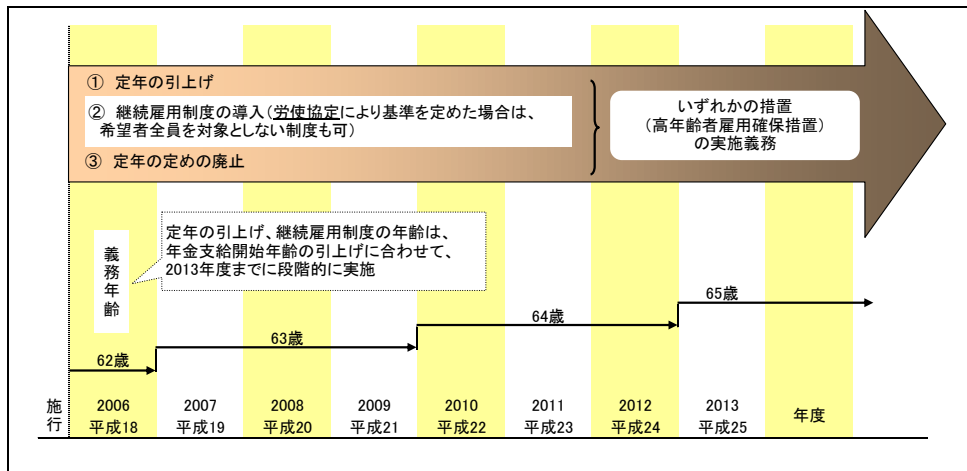 ① 定年の引上げ
② 継続雇用制度の導入(労使協定により基準を定めた場合は、
希望者全員を対象としない制度も可)
③ 定年の定めの廃止
いずれかの措置
(高年齢者雇用確保措置)
の実施義務
定年の引上げ、継続雇用制度の年齢は、
年金支給開始年齢の引上げに合わせて、
2013年度までに段階的に実施
義務年齢
62歳
63歳
64歳
65歳
施行
2006 2007 2008 2009 2010 2011 2012 2013 年度
平成18 平成19 平成20 平成21 平成22 平成23 平成24 平成25